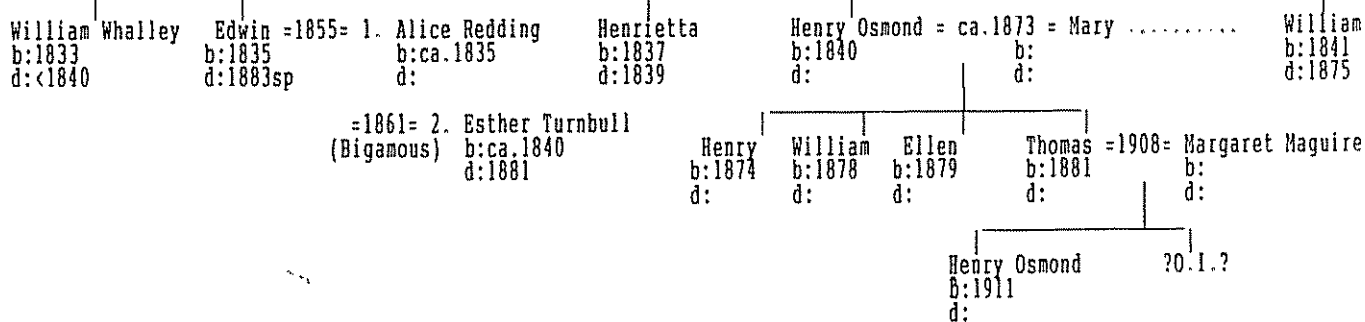 William Whalley Edwin =1855= 1. Alice Redding Henrietta Henry Osmond = ca.1873 = Mary .......... William
b:1833 b:1835 b:ca.1835 b:1837 b:1840 b: b:1841
d:<1840 d:1883sp d: d:1839 d: d: d:1875
=1861= 2. Esther Turnbull
(Bigamous) b:ca.1840 Henry William Ellen Thomas =1908= Margaret Maguire
d:1881 b:1874 b:1878 b:1879 b:1881 b:
d: d: d: d: d:
Henry Osmond ?O.I.?
b:1911
d: